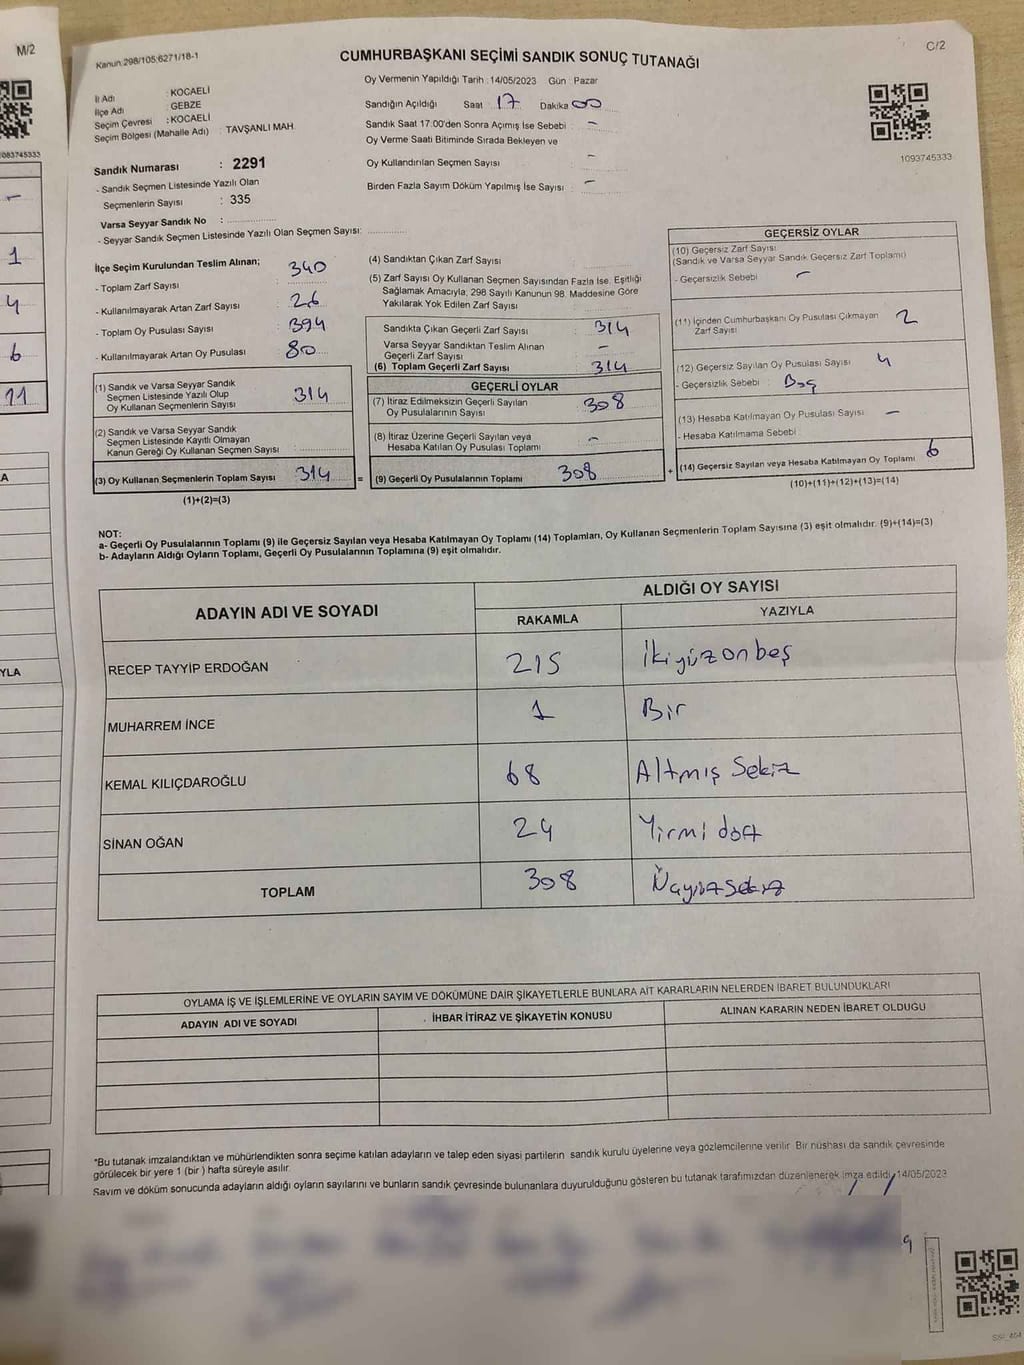 M/2
C/2
Kanun:298/105;6271/18-1
CUMHURBAŞKANI SEÇİMİ SANDIK SONUÇ TUTANAĞI
Oy Vermenin Yapıldığı Tarih : 14/05/2023 Gün : Pazar
İl Adı : KOCAELİ
İlçe Adı : GEBZE
Seçim Çevresi : KOCAELİ
Seçim Bölgesi (Mahalle Adı) : TAVŞANLI MAH.
Sandığın Açıldığı Saat 17 Dakika 00
Sandık Saat 17:00'den Sonra Açımış İse Sebebi : -
Oy Verme Saati Bitiminde Sırada Bekleyen ve
Oy Kullandırılan Seçmen Sayısı : -
Birden Fazla Sayım Döküm Yapılmış İse Sayısı : -
1093745333
083745333
Sandık Numarası : 2291
- Sandık Seçmen Listesinde Yazılı Olan
Seçmenlerin Sayısı : 335
Varsa Seyyar Sandık No :
- Seyyar Sandık Seçmen Listesinde Yazılı Olan Seçmen Sayısı:
İlçe Seçim Kurulundan Teslim Alınan;
- Toplam Zarf Sayısı : 340
- Kullanılmayarak Artan Zarf Sayısı : 26
- Toplam Oy Pusulası Sayısı : 394
- Kullanılmayarak Artan Oy Pusulası : 80
(1) Sandık ve Varsa Seyyar Sandık
Seçmen Listesinde Yazılı Olup
Oy Kullanan Seçmenlerin Sayısı : 314
(2) Sandık ve Varsa Seyyar Sandık
Seçmen Listesinde Kayıtlı Olmayan
Kanun Gereği Oy Kullanan Seçmen Sayısı :
(3) Oy Kullanan Seçmenlerin Toplam Sayısı : 314
(1)+(2)=(3)
(4) Sandıktan Çıkan Zarf Sayısı :
(5) Zarf Sayısı Oy Kullanan Seçmen Sayısından Fazla İse, Eşitliği
Sağlamak Amacıyla, 298 Sayılı Kanunun 98. Maddesine Göre
Yakılarak Yok Edilen Zarf Sayısı :
Sandıkta Çıkan Geçerli Zarf Sayısı : 314
Varsa Seyyar Sandıktan Teslim Alınan
Geçerli Zarf Sayısı : -
(6) Toplam Geçerli Zarf Sayısı : 314
GEÇERLİ OYLAR
(7) İtiraz Edilmeksizin Geçerli Sayılan
Oy Pusulalarının Sayısı : 308
(8) İtiraz Üzerine Geçerli Sayılan veya
Hesaba Katılan Oy Pusulası Toplamı : -
= (9) Geçerli Oy Pusulalarının Toplamı 308
GEÇERSİZ OYLAR
(10) Geçersiz Zarf Sayısı
(Sandık ve Varsa Seyyar Sandık Geçersiz Zarf Toplamı)
- Geçersizlik Sebebi : -
(11) İçinden Cumhurbaşkanı Oy Pusulası Çıkmayan
Zarf Sayısı : 2
(12) Geçersiz Sayılan Oy Pusulası Sayısı : 4
- Geçersizlik Sebebi : Boş
(13) Hesaba Katılmayan Oy Pusulası Sayısı : -
- Hesaba Katılmama Sebebi :
+ (14) Geçersiz Sayılan veya Hesaba Katılmayan Oy Toplamı : 6
(10)+(11)+(12)+(13)=(14)
NOT:
a- Geçerli Oy Pusulalarının Toplamı (9) ile Geçersiz Sayılan veya Hesaba Katılmayan Oy Toplamı (14) Toplamları, Oy Kullanan Seçmenlerin Toplam Sayısına (3) eşit olmalıdır. (9)+(14)=(3)
b- Adayların Aldığı Oyların Toplamı, Geçerli Oy Pusulalarının Toplamına (9) eşit olmalıdır.
ADAYIN ADI VE SOYADI
ALDIĞI OY SAYISI
RAKAMLA YAZIYLA
RECEP TAYYİP ERDOĞAN 215 İkiyüzonbeş
MUHARREM İNCE 1 Bir
KEMAL KILIÇDAROĞLU 68 Altmış Sekiz
SİNAN OĞAN 24 Yirmi dört
TOPLAM 308 Üçyüzsekiz
OYLAMA İŞ VE İŞLEMLERİNE VE OYLARIN SAYIM VE DÖKÜMÜNE DAİR ŞİKAYETLERLE BUNLARA AİT KARARLARIN NELERDEN İBARET BULUNDUKLARI
ADAYIN ADI VE SOYADI İHBAR İTİRAZ VE ŞİKAYETİN KONUSU ALINAN KARARIN NEDEN İBARET OLDUĞU
*Bu tutanak imzalandıktan ve mühürlendikten sonra seçime katılan adayların ve talep eden siyasi partilerin sandık kurulu üyelerine veya gözlemcilerine verilir. Bir nüshası da sandık çevresinde
görülecek bir yere 1 (bir ) hafta süreyle asılır.
Sayım ve döküm sonucunda adayların aldığı oyların sayılarını ve bunların sandık çevresinde bulunanlara duyurulduğunu gösteren bu tutanak tarafımızdan düzenlenerek imza edildi. 14/05/2023
-
1
4
6
11
A
YLA